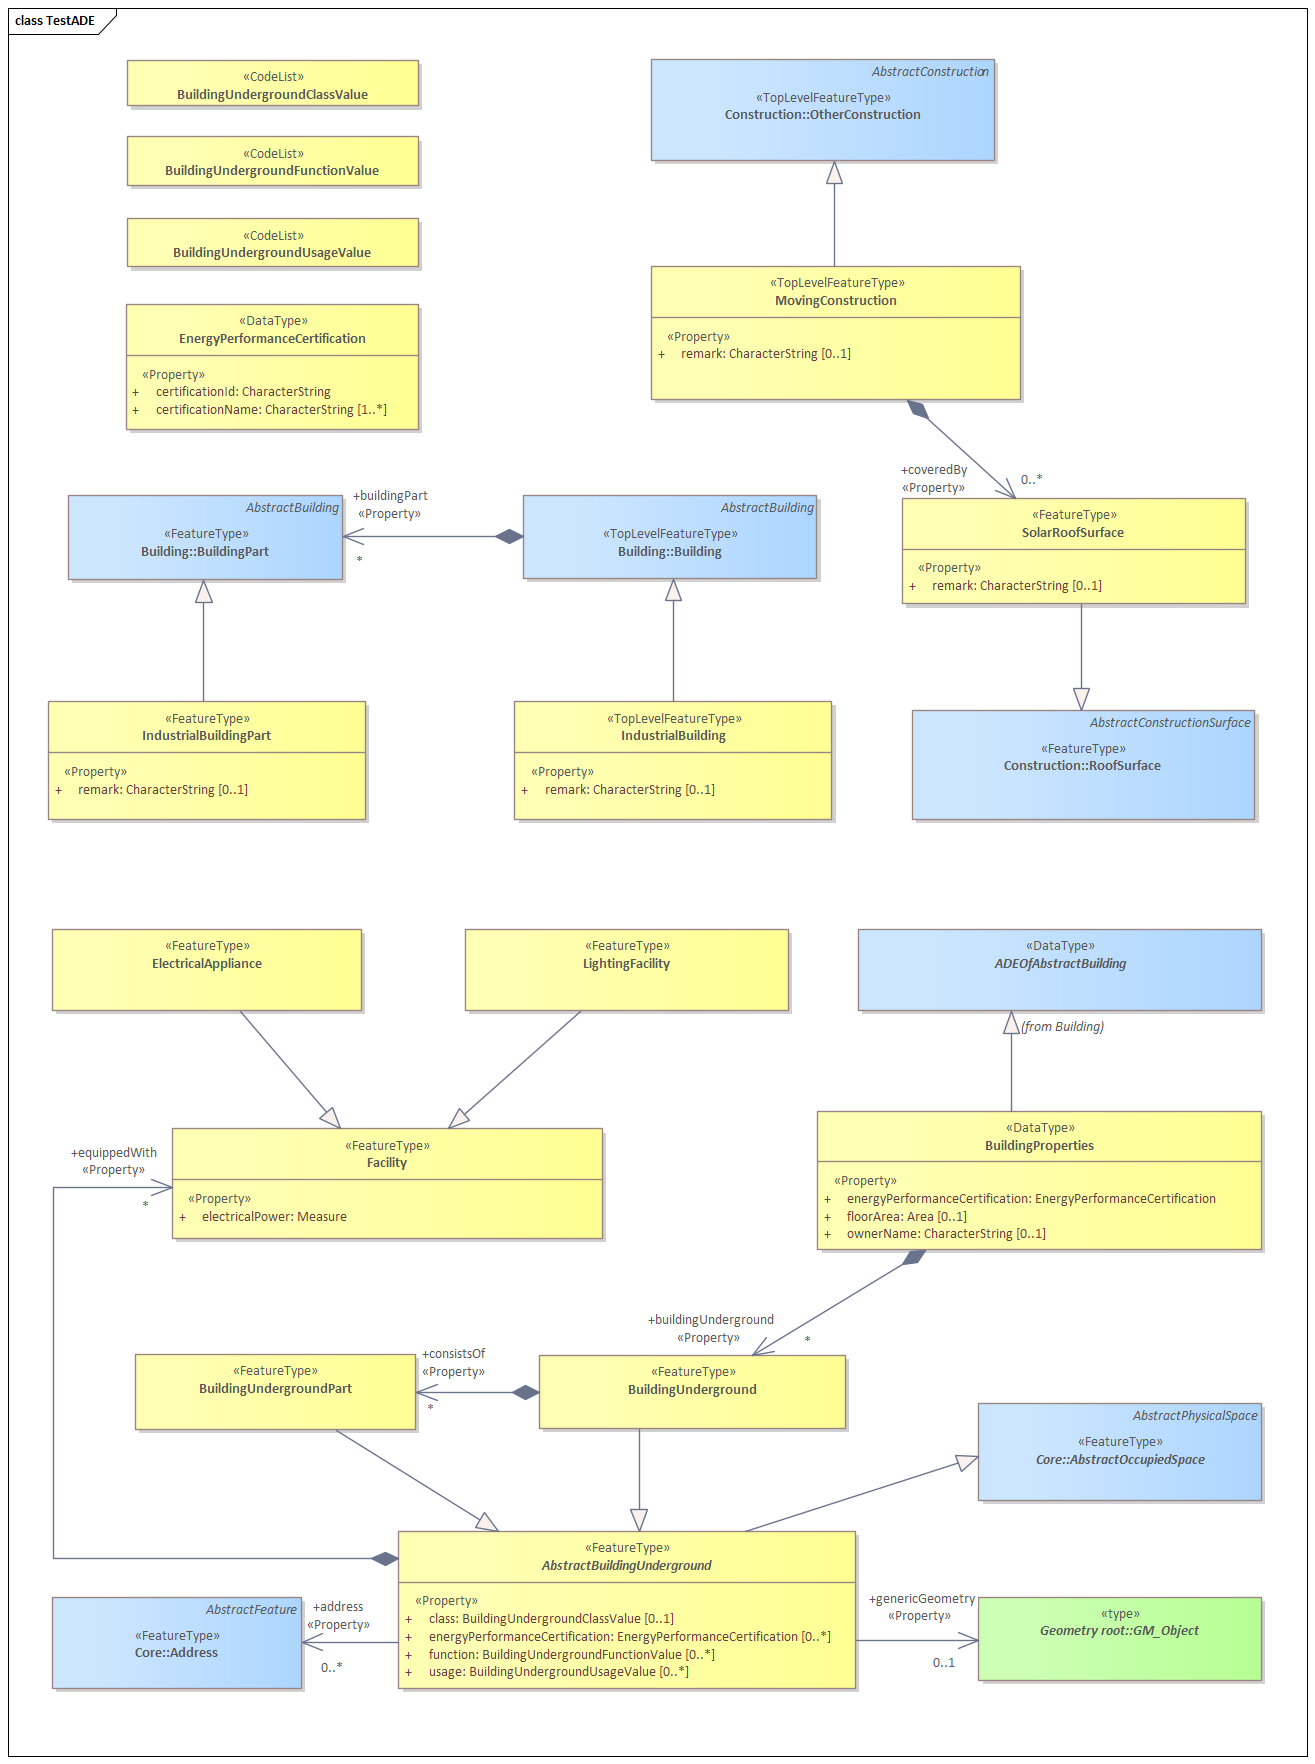 class TestADE
«CodeList»
BuildingUndergroundClassValue
«CodeList»
BuildingUndergroundFunctionValue
«CodeList»
BuildingUndergroundUsageValue
«DataType»
EnergyPerformanceCertification
«Property»
+ certificationId: CharacterString
+ certificationName: CharacterString [1..*]
AbstractConstruction
«TopLevelFeatureType»
Construction::OtherConstruction
«TopLevelFeatureType»
MovingConstruction
«Property»
+ remark: CharacterString [0..1]
+coveredBy
«Property»
0..*
«FeatureType»
SolarRoofSurface
«Property»
+ remark: CharacterString [0..1]
AbstractBuilding
«FeatureType»
Building::BuildingPart
+buildingPart
«Property»
*
AbstractBuilding
«TopLevelFeatureType»
Building::Building
«FeatureType»
IndustrialBuildingPart
«Property»
+ remark: CharacterString [0..1]
«TopLevelFeatureType»
IndustrialBuilding
«Property»
+ remark: CharacterString [0..1]
AbstractConstructionSurface
«FeatureType»
Construction::RoofSurface
«FeatureType»
ElectricalAppliance
«FeatureType»
LightingFacility
«DataType»
ADEOfAbstractBuilding
(from Building)
+equippedWith
«Property»
*
«FeatureType»
Facility
«Property»
+ electricalPower: Measure
«DataType»
BuildingProperties
«Property»
+ energyPerformanceCertification: EnergyPerformanceCertification
+ floorArea: Area [0..1]
+ ownerName: CharacterString [0..1]
+buildingUnderground
«Property»
*
«FeatureType»
BuildingUndergroundPart
+consistsOf
«Property»
*
«FeatureType»
BuildingUnderground
AbstractPhysicalSpace
«FeatureType»
Core::AbstractOccupiedSpace
«FeatureType»
AbstractBuildingUnderground
«Property»
+ class: BuildingUndergroundClassValue [0..1]
+ energyPerformanceCertification: EnergyPerformanceCertification [0..*]
+ function: BuildingUndergroundFunctionValue [0..*]
+ usage: BuildingUndergroundUsageValue [0..*]
AbstractFeature
«FeatureType»
Core::Address
+address
«Property»
0..*
+genericGeometry
«Property»
0..1
«type»
Geometry root::GM_Object